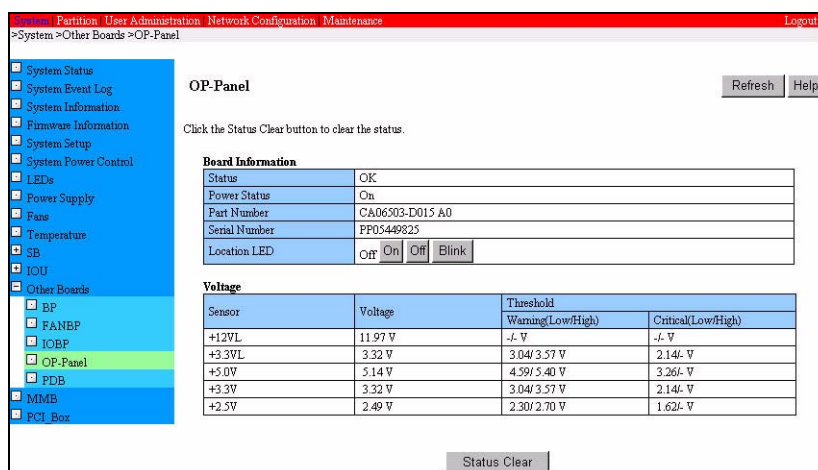 System | Partition | User Administration | Network Configuration | Maintenance Logout
>System >Other Boards >OP-Panel
System Status
System Event Log
System Information
Firmware Information
System Setup
System Power Control
LEDs
Power Supply
Fans
Temperature
SB
IOU
Other Boards
BP
FANBP
IOBP
OP-Panel
PDB
MMB
PCI_Box
OP-Panel
Refresh Help
Click the Status Clear button to clear the status.
Board Information
Status OK
Power Status On
Part Number CA06503-D015 A0
Serial Number PP05449825
Location LED Off On Off Blink
Voltage
Sensor Voltage Threshold
Warning(Low/High) Critical(Low/High)
+12VL 11.97 V -/- V -/- V
+3.3VL 3.32 V 3.04/ 3.57 V 2.14/- V
+5.0V 5.14 V 4.59/ 5.40 V 3.26/- V
+3.3V 3.32 V 3.04/ 3.57 V 2.14/- V
+2.5V 2.49 V 2.30/ 2.70 V 1.62/- V
Status Clear